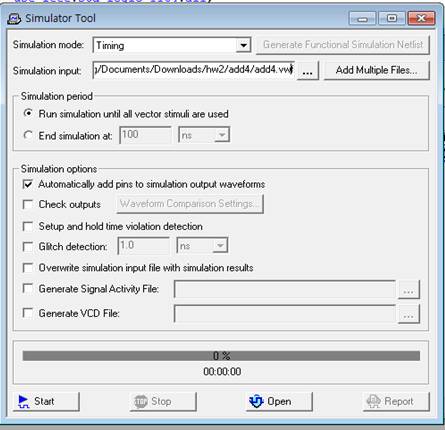 Simulator Tool
Simulation mode: Timing Generate Functional Simulation Netlist
Simulation input: /Documents/Downloads/hw2/add4/add4.vwf ... Add Multiple Files...
Simulation period
Run simulation until all vector stimuli are used
End simulation at: 100 ns
Simulation options
Automatically add pins to simulation output waveforms
Check outputs Waveform Comparison Settings...
Setup and hold time violation detection
Glitch detection: 1.0 ns
Overwrite simulation input file with simulation results
Generate Signal Activity File: ...
Generate VCD File: ...
0 %
00:00:00
Start Stop Open Report